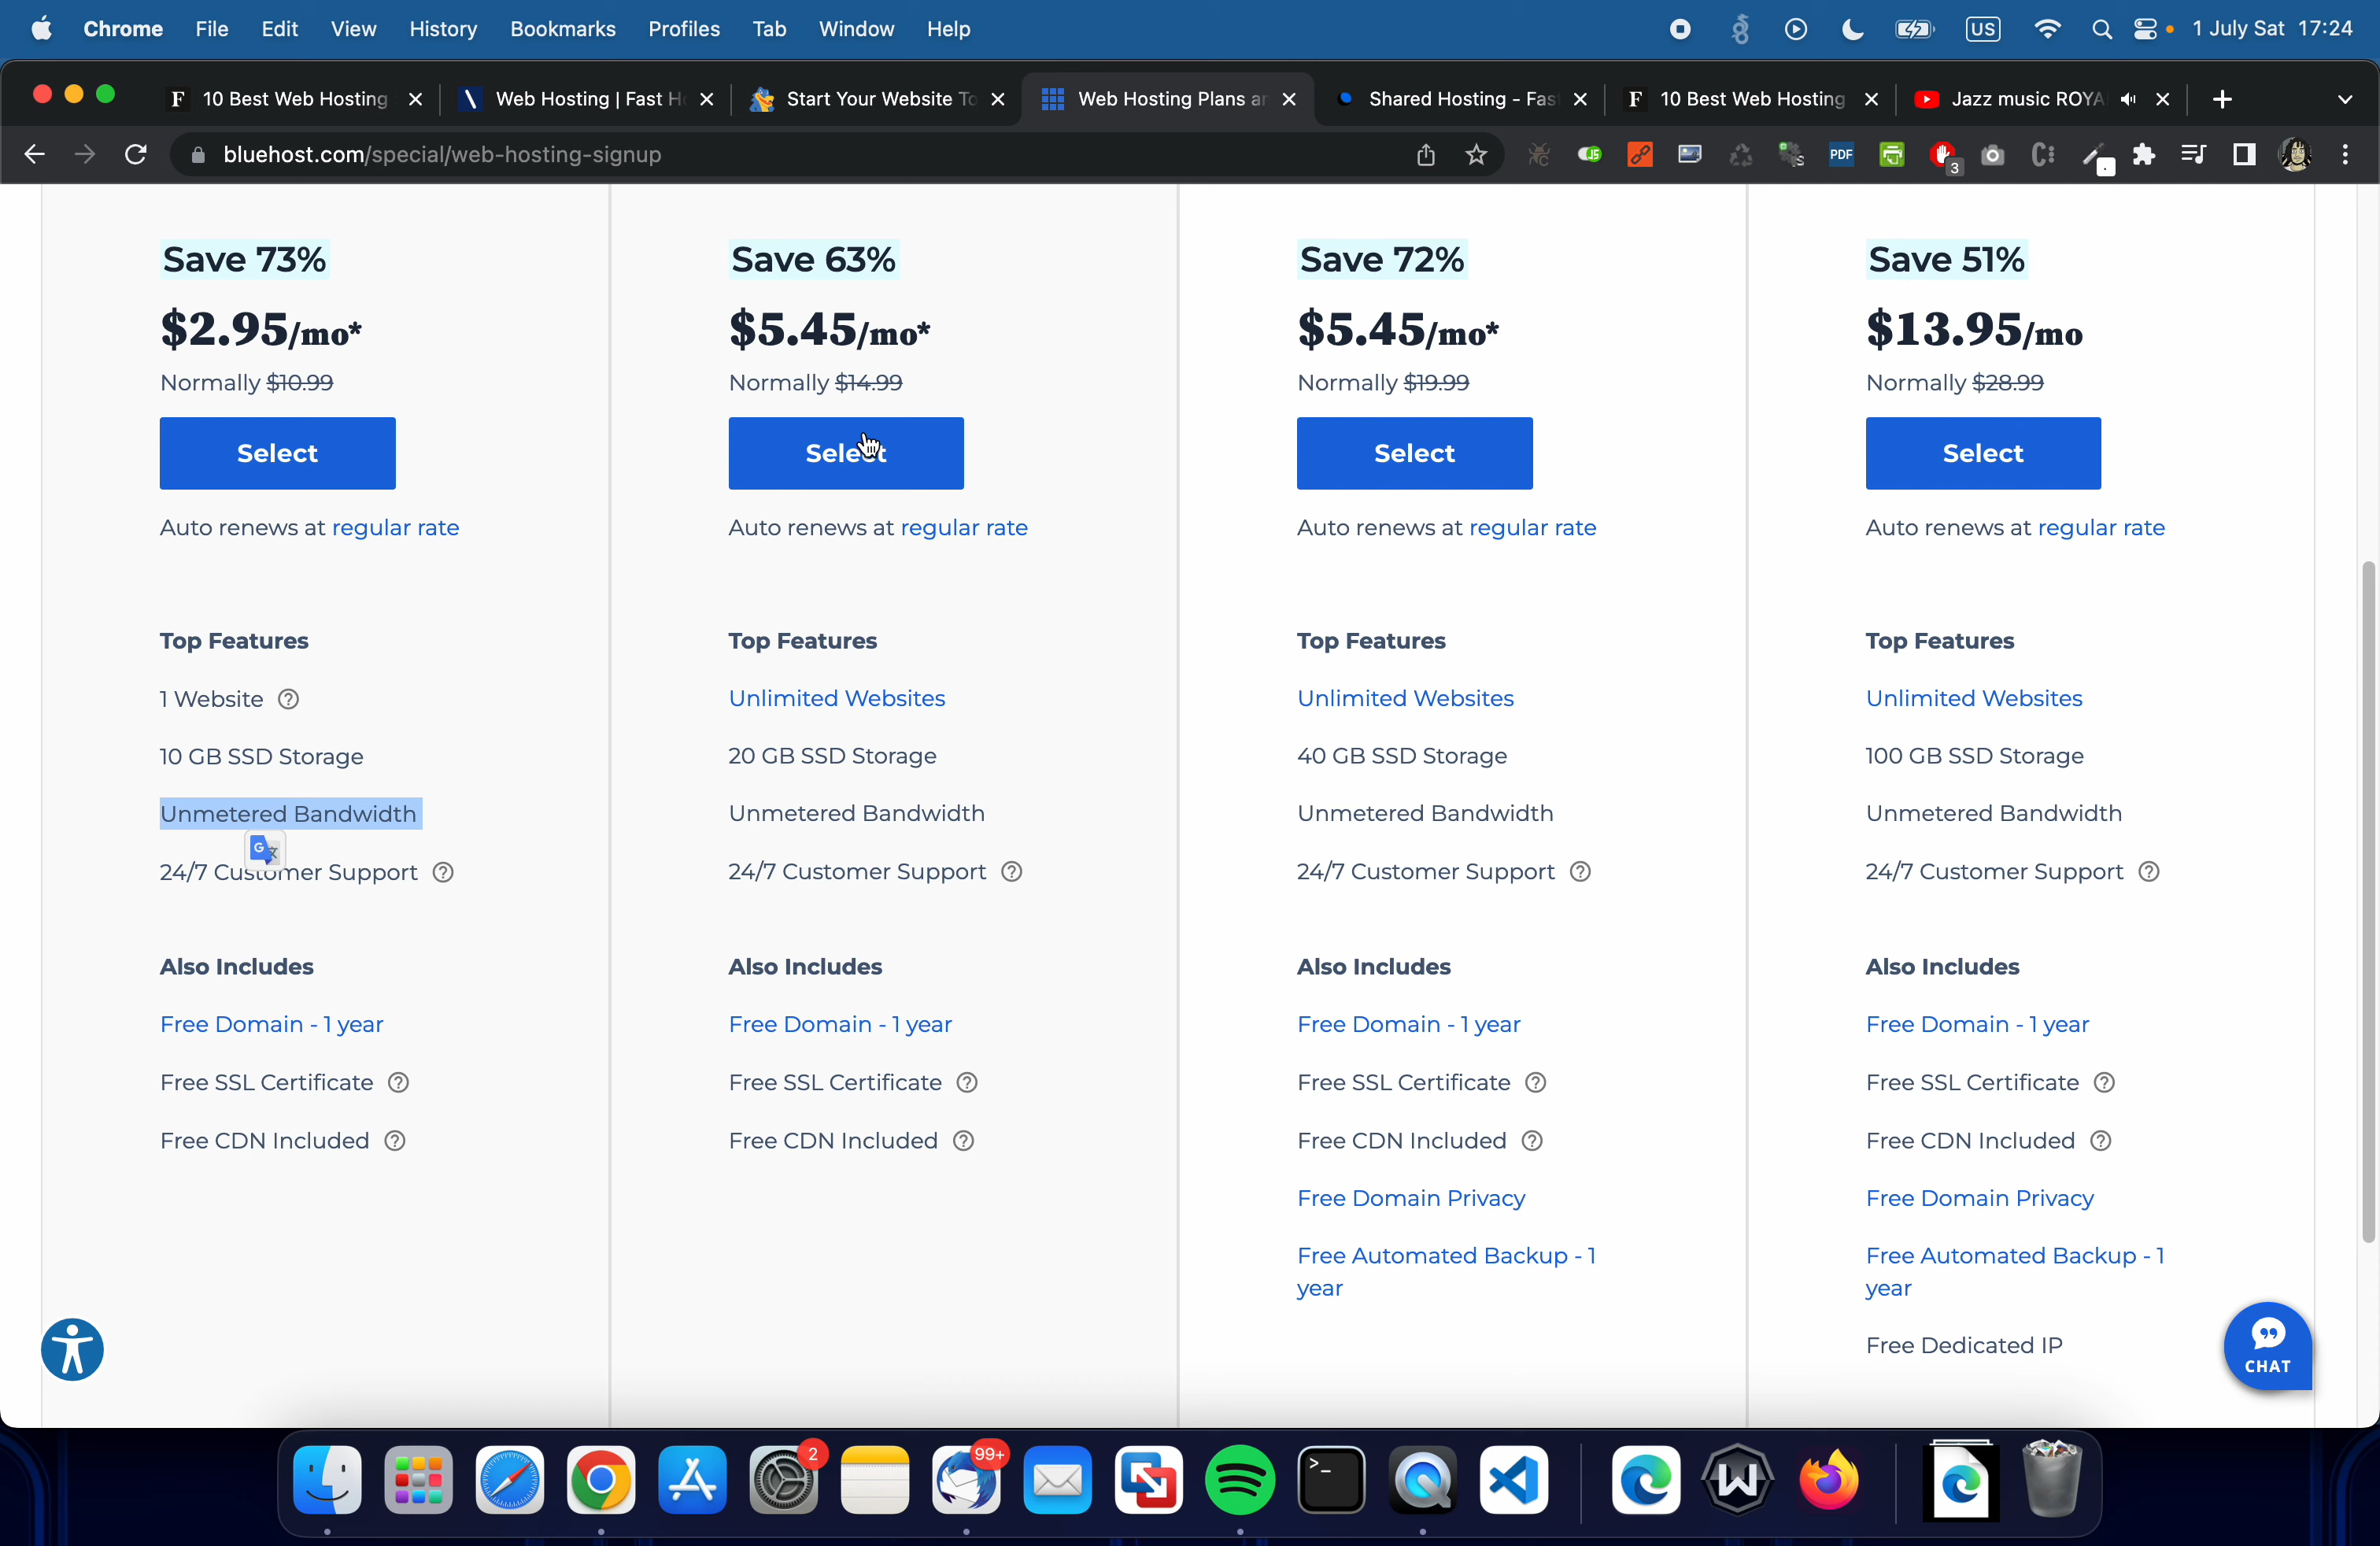 Chrome File Edit View History Bookmarks Profiles Tab Window Help US 1 July Sat 17:24
10 Best Web Hosting Web Hosting | Fast Ho Start Your Website To Web Hosting Plans an Shared Hosting - Fas 10 Best Web Hosting Jazz music ROYA
bluehost.com/special/web-hosting-signup JS PDF 3
Save 73%
$2.95/mo*
Normally $10.99
Select
Auto renews at regular rate
Top Features
1 Website
10 GB SSD Storage
Unmetered Bandwidth
24/7 Customer Support
Also Includes
Free Domain - 1 year
Free SSL Certificate
Free CDN Included
Save 63%
$5.45/mo*
Normally $14.99
Select
Auto renews at regular rate
Top Features
Unlimited Websites
20 GB SSD Storage
Unmetered Bandwidth
24/7 Customer Support
Also Includes
Free Domain - 1 year
Free SSL Certificate
Free CDN Included
Save 72%
$5.45/mo*
Normally $19.99
Select
Auto renews at regular rate
Top Features
Unlimited Websites
40 GB SSD Storage
Unmetered Bandwidth
24/7 Customer Support
Also Includes
Free Domain - 1 year
Free SSL Certificate
Free CDN Included
Free Domain Privacy
Free Automated Backup - 1
year
Save 51%
$13.95/mo
Normally $28.99
Select
Auto renews at regular rate
Top Features
Unlimited Websites
100 GB SSD Storage
Unmetered Bandwidth
24/7 Customer Support
Also Includes
Free Domain - 1 year
Free SSL Certificate
Free CDN Included
Free Domain Privacy
Free Automated Backup - 1
year
Free Dedicated IP
CHAT
2 99+